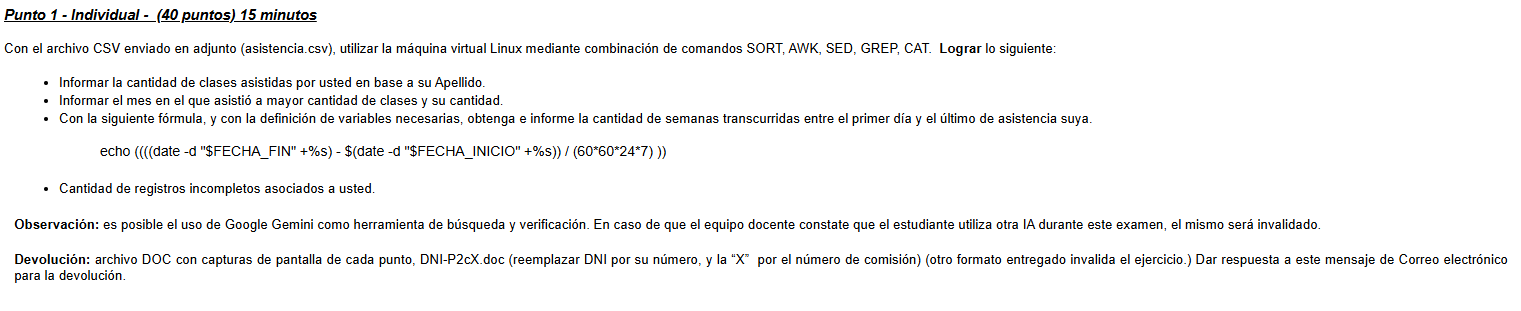 Punto 1 - Individual - (40 puntos) 15 minutos
Con el archivo CSV enviado en adjunto (asistencia.csv), utilizar la máquina virtual Linux mediante combinación de comandos SORT, AWK, SED, GREP, CAT. Lograr lo siguiente:
• Informar la cantidad de clases asistidas por usted en base a su Apellido.
• Informar el mes en el que asistió a mayor cantidad de clases y su cantidad.
• Con la siguiente fórmula, y con la definición de variables necesarias, obtenga e informe la cantidad de semanas transcurridas entre el primer día y el último de asistencia suya.
echo ((((date -d "$FECHA_FIN" +%s) - $(date -d "$FECHA_INICIO" +%s)) / (60*60*24*7) ))
• Cantidad de registros incompletos asociados a usted.
Observación: es posible el uso de Google Gemini como herramienta de búsqueda y verificación. En caso de que el equipo docente constate que el estudiante utiliza otra IA durante este examen, el mismo será invalidado.
Devolución: archivo DOC con capturas de pantalla de cada punto, DNI-P2cX.doc (reemplazar DNI por su número, y la “X” por el número de comisión) (otro formato entregado invalida el ejercicio.) Dar respuesta a este mensaje de Correo electrónico
para la devolución.